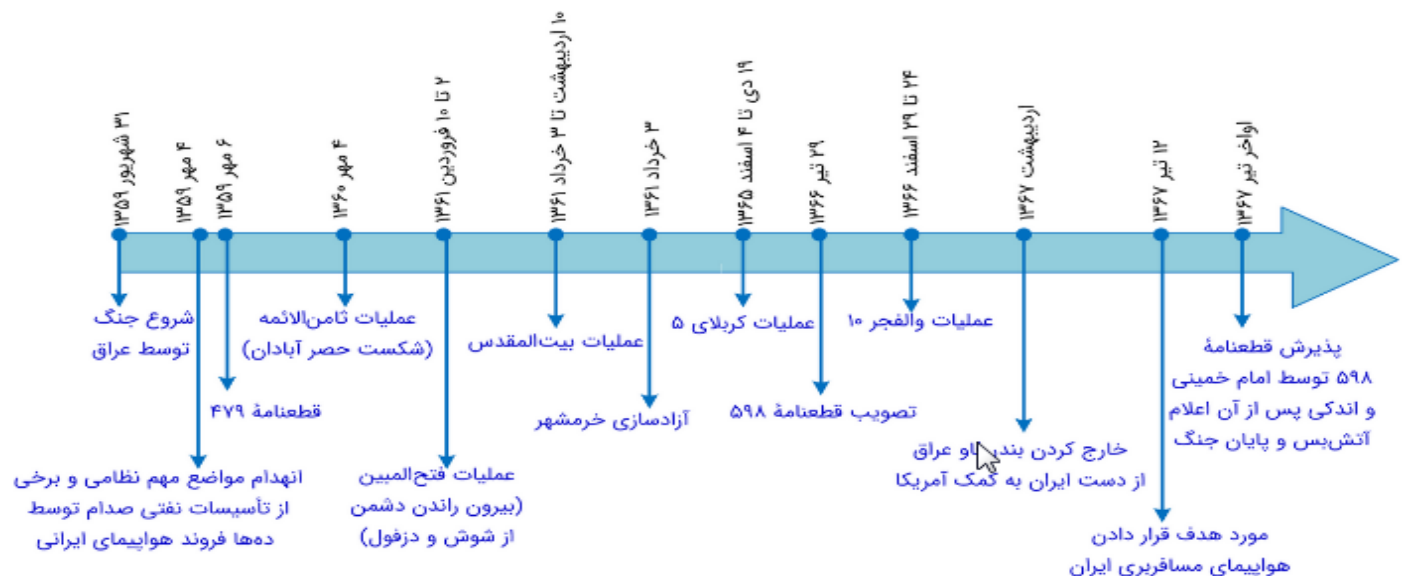 ۳۱ شهریور ۱۳۵۹
۴ مهر ۱۳۵۹
۶ مهر ۱۳۵۹
۴ مهر ۱۳۶۰
۲ تا ۱۰ فروردین ۱۳۶۱
۱۰ اردیبهشت تا ۳ خرداد ۱۳۶۱
۳ خرداد ۱۳۶۱
۱۹ دی تا ۴ اسفند ۱۳۶۵
۲۹ تیر ۱۳۶۶
۲۴ تا ۲۹ اسفند ۱۳۶۶
اردیبهشت ۱۳۶۷
۱۲ تیر ۱۳۶۷
اواخر تیر ۱۳۶۷
شروع جنگ
توسط عراق
انهدام مواضع مهم نظامی و برخی
از تأسیسات نفتی صدام توسط
ده‌ها فروند هواپیمای ایرانی
قطعنامهٔ ۴۷۹
عملیات ثامن‌الائمه
(شکست حصر آبادان)
عملیات فتح‌المبین
(بیرون راندن دشمن
از شوش و دزفول)
عملیات بیت‌المقدس
آزادسازی خرمشهر
عملیات کربلای ۵
تصویب قطعنامهٔ ۵۹۸
عملیات والفجر ۱۰
خارج کردن عراق
از دست ایران به کمک آمریکا
مورد هدف قرار دادن
هواپیمای مسافربری ایران
پذیرش قطعنامهٔ
۵۹۸ توسط امام خمینی
و اندکی پس از آن اعلام
آتش‌بس و پایان جنگ